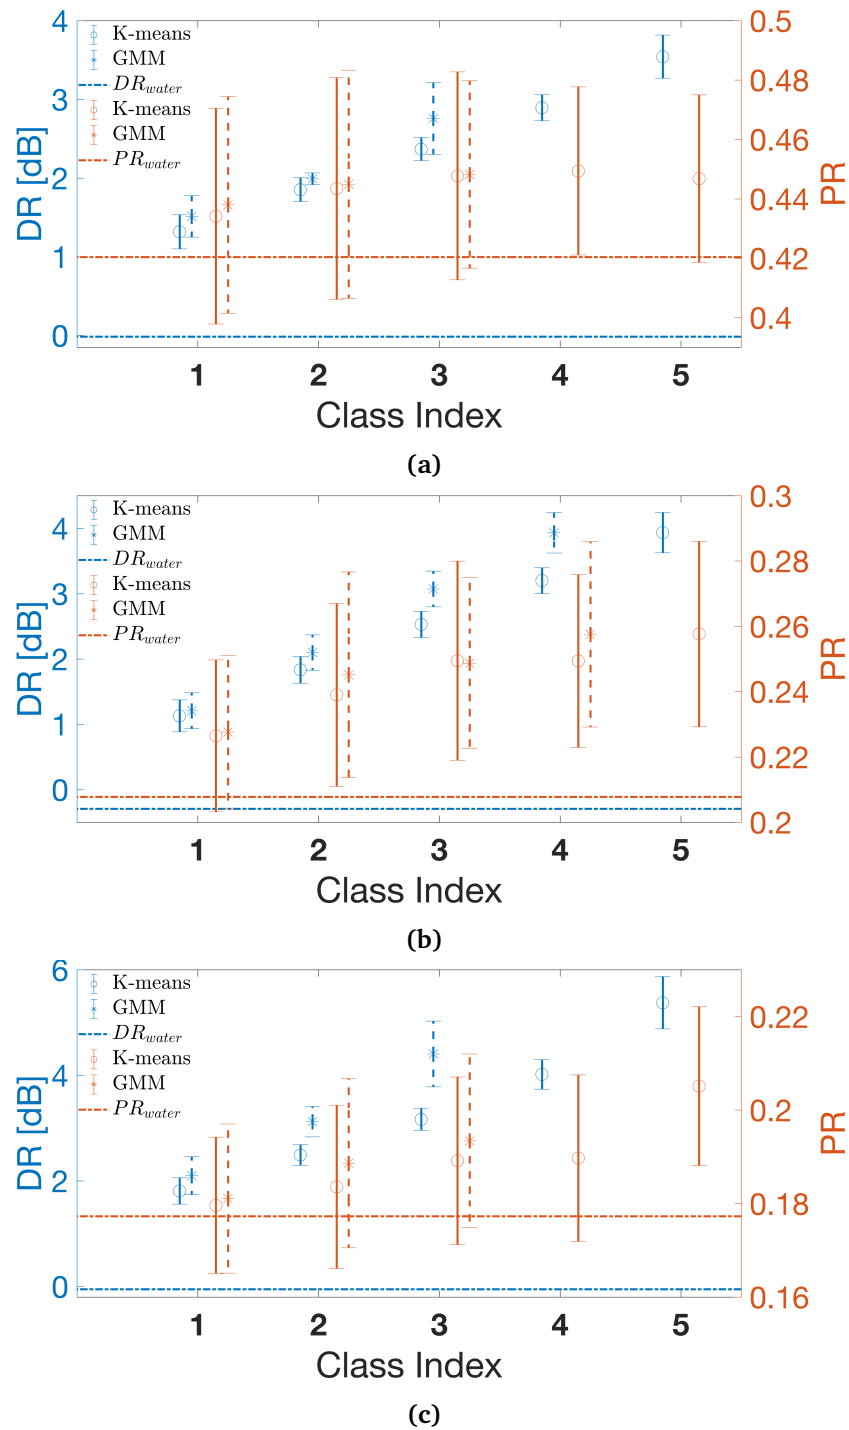 4
3
2
1
0
DR [dB]
K-means
GMM
DR_water
K-means
GMM
PR_water
0.5
0.48
0.46
0.44
0.42
0.4
PR
1 2 3 4 5
Class Index
(a)
4
3
2
1
0
DR [dB]
K-means
GMM
DR_water
K-means
GMM
PR_water
0.3
0.28
0.26
0.24
0.22
0.2
PR
1 2 3 4 5
Class Index
(b)
6
4
2
0
DR [dB]
K-means
GMM
DR_water
K-means
GMM
PR_water
0.22
0.2
0.18
0.16
PR
1 2 3 4 5
Class Index
(c)